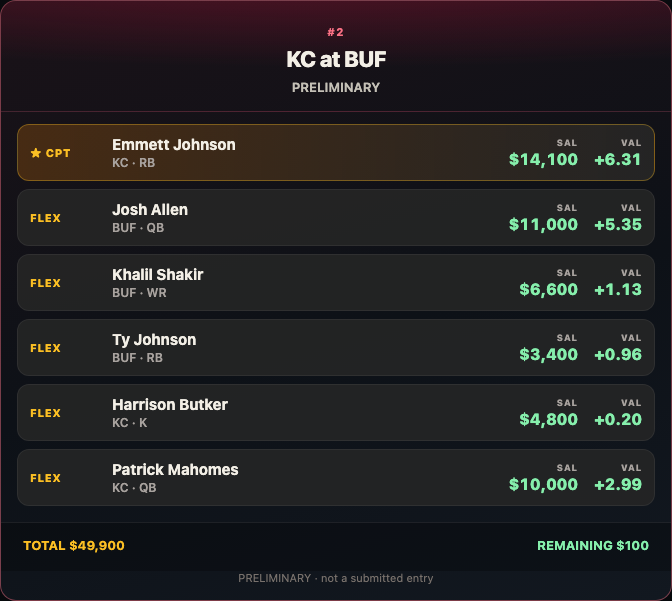 #2
KC at BUF
PRELIMINARY
★ CPT
Emmett Johnson
KC · RB
SAL
$14,100
VAL
+6.31
FLEX
Josh Allen
BUF · QB
SAL
$11,000
VAL
+5.35
FLEX
Khalil Shakir
BUF · WR
SAL
$6,600
VAL
+1.13
FLEX
Ty Johnson
BUF · RB
SAL
$3,400
VAL
+0.96
FLEX
Harrison Butker
KC · K
SAL
$4,800
VAL
+0.20
FLEX
Patrick Mahomes
KC · QB
SAL
$10,000
VAL
+2.99
TOTAL $49,900
REMAINING $100
PRELIMINARY · not a submitted entry